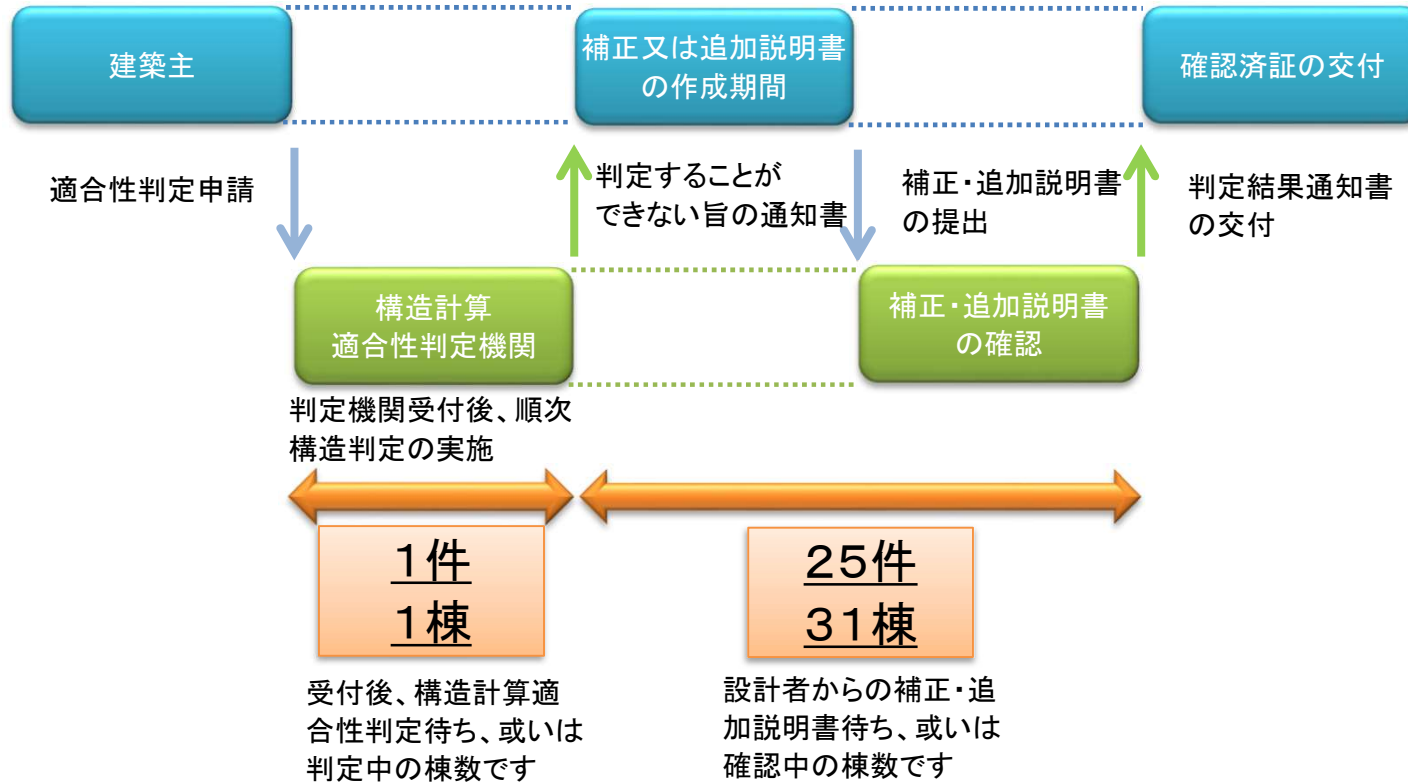 建築主
補正又は追加説明書
の作成期間
確認済証の交付
適合性判定申請
判定することが
できない旨の通知書
補正・追加説明書
の提出
判定結果通知書
の交付
構造計算
適合性判定機関
補正・追加説明書
の確認
判定機関受付後、順次
構造判定の実施
１件
１棟
２５件
３１棟
受付後、構造計算適
合性判定待ち、或いは
判定中の棟数です
設計者からの補正・追
加説明書待ち、或いは
確認中の棟数です